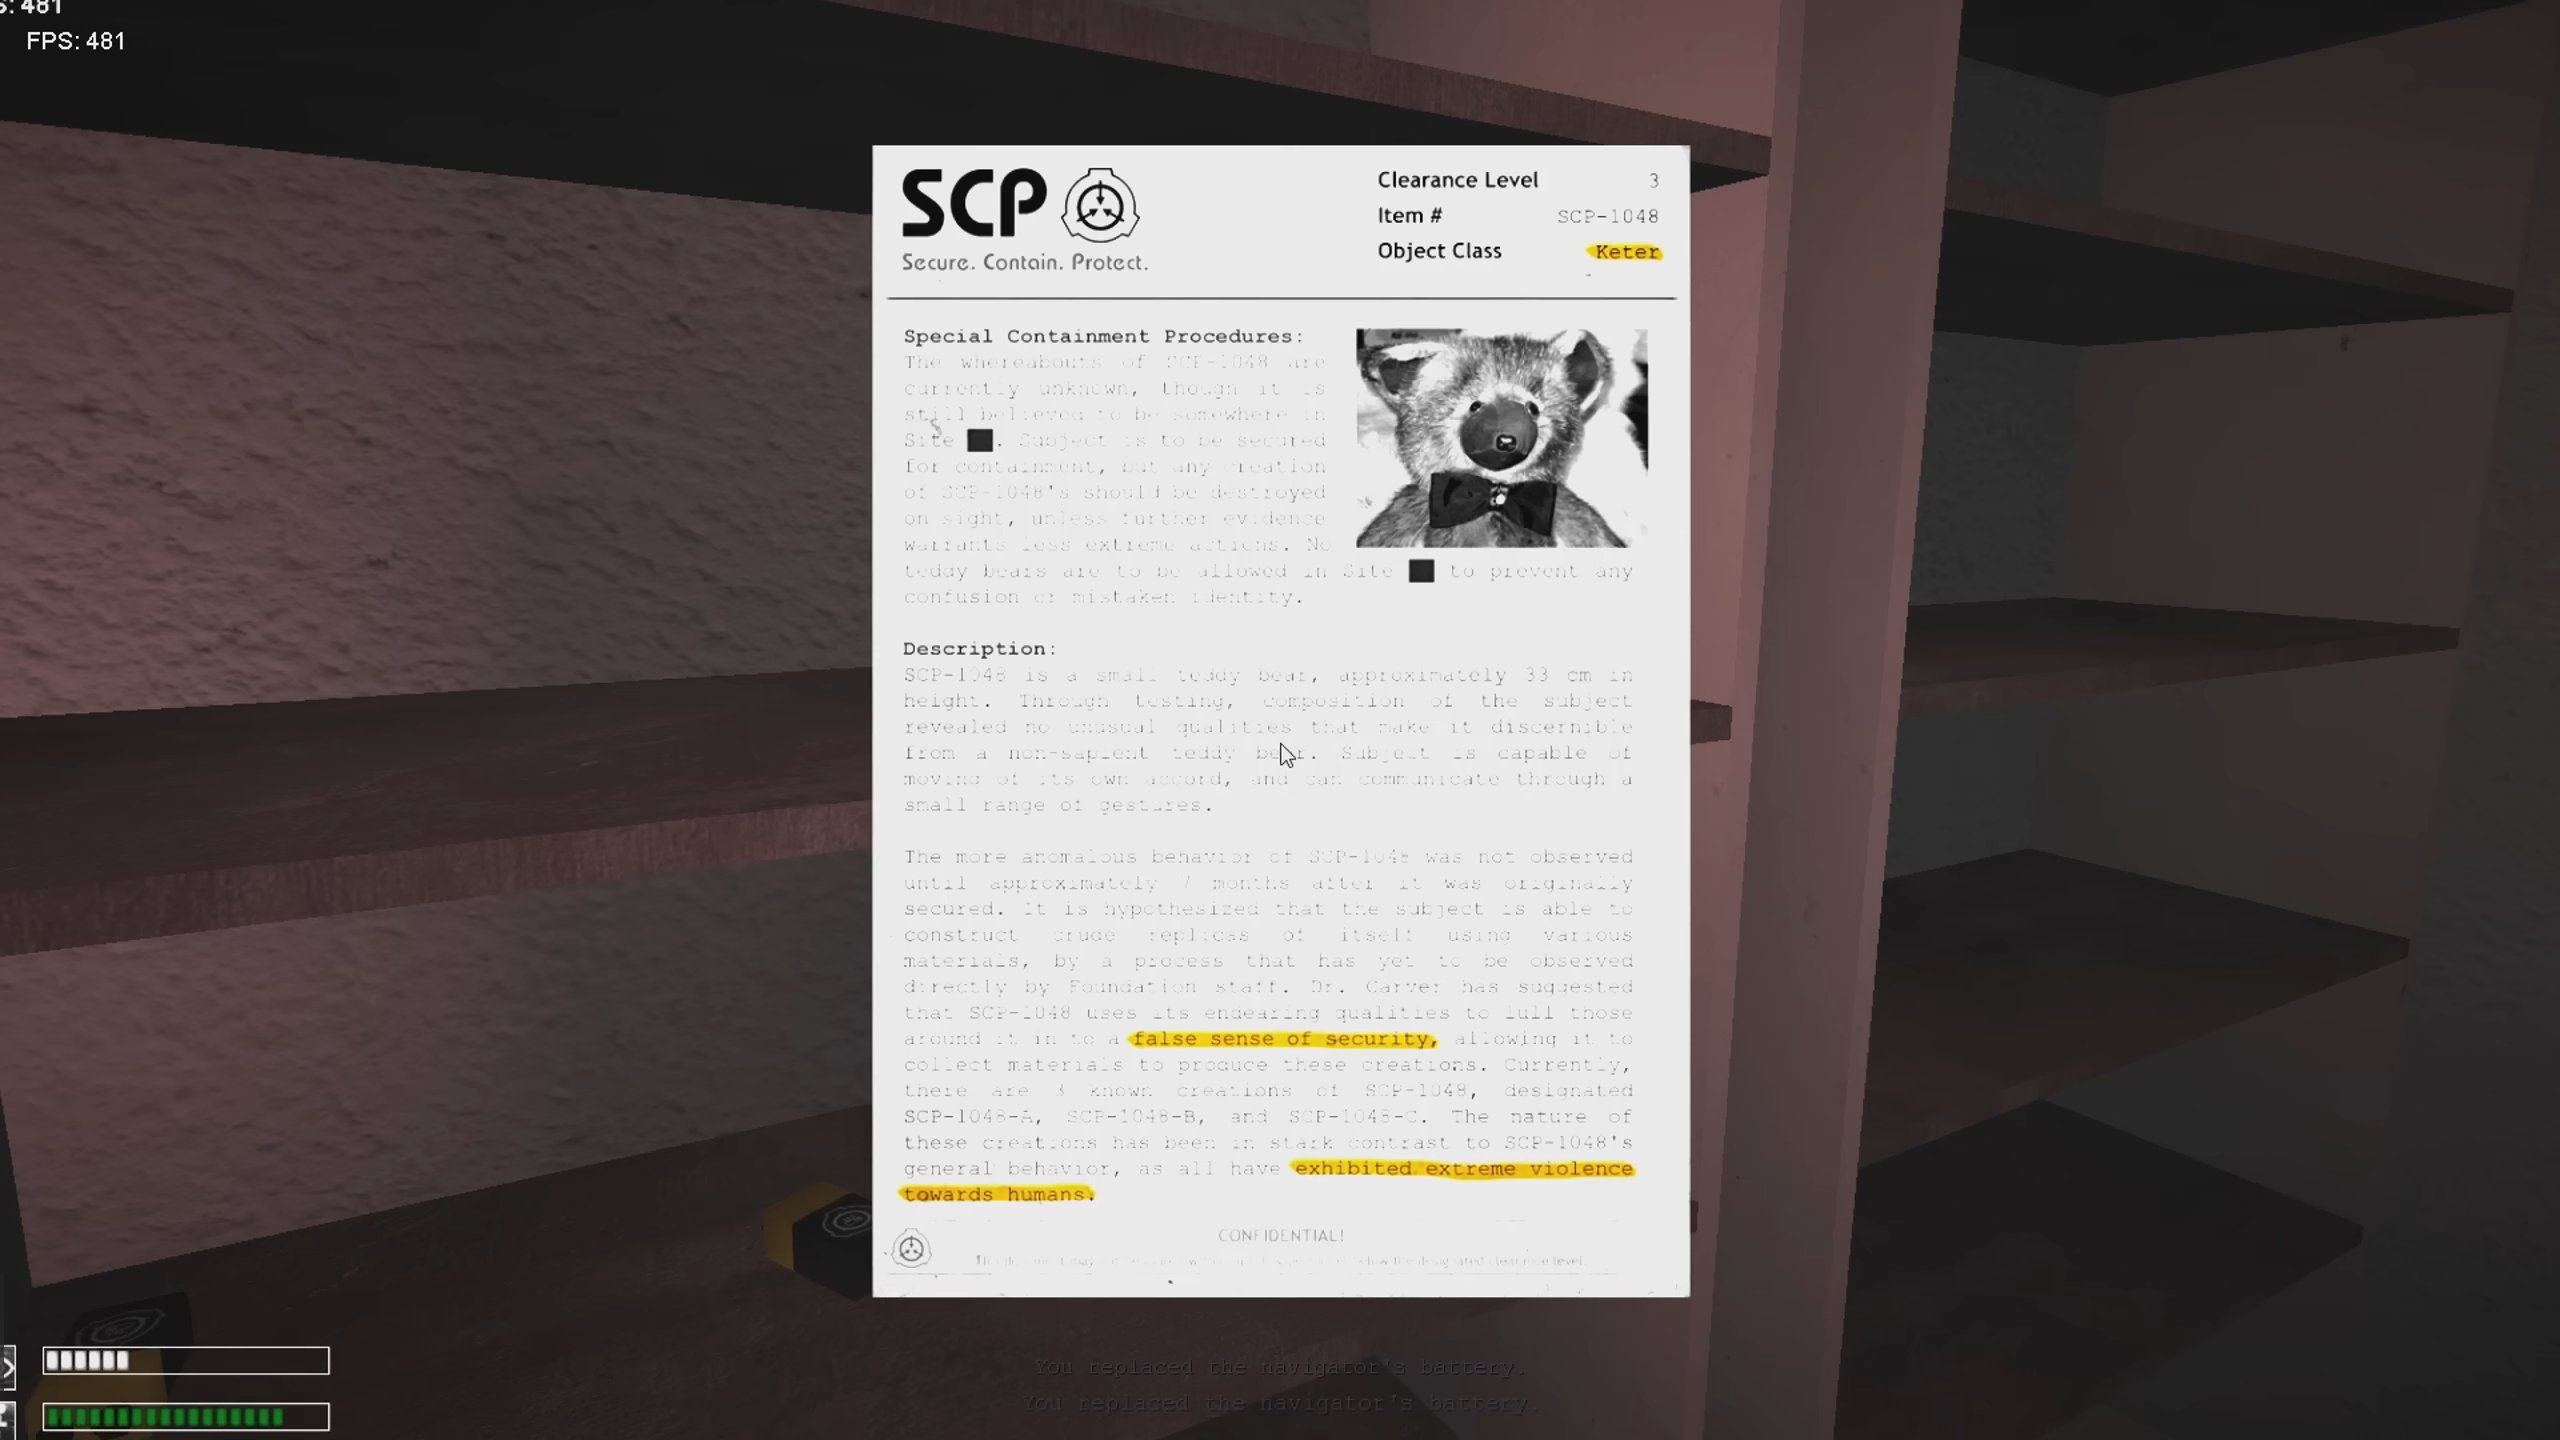 S: 481
FPS: 481
SCP
Secure. Contain. Protect.
Clearance Level 3
Item # SCP-1048
Object Class Keter
Special Containment Procedures:
The whereabouts of SCP-1048 are
currently unknown, though it is
still believed to be somewhere in
Site ■. Subject is to be secured
for containment, but any creation
of SCP-1048's should be destroyed
on sight, unless further evidence
warrants less extreme actions. No
teddy bears are to be allowed in Site ■ to prevent any
confusion or mistaken identity.
Description:
SCP-1048 is a small teddy bear, approximately 33 cm in
height. Through testing, composition of the subject
revealed no unusual qualities that make it discernible
from a non-sapient teddy bear. Subject is capable of
moving of its own accord, and can communicate through a
small range of gestures.
The more anomalous behavior of SCP-1048 was not observed
until approximately 7 months after it was originally
secured. It is hypothesized that the subject is able to
construct crude replicas of itself using various
materials, by a process that has yet to be observed
directly by Foundation staff. Dr. Carver has suggested
that SCP-1048 uses its endearing qualities to lull those
around it in to a false sense of security, allowing it to
collect materials to produce these creations. Currently,
there are 3 known creations of SCP-1048, designated
SCP-1048-A, SCP-1048-B, and SCP-1048-C. The nature of
these creations has been in stark contrast to SCP-1048's
general behavior, as all have exhibited extreme violence
towards humans.
CONFIDENTIAL!
the designated clearance level.
You replaced the navigator's battery.
You replaced the navigator's battery.